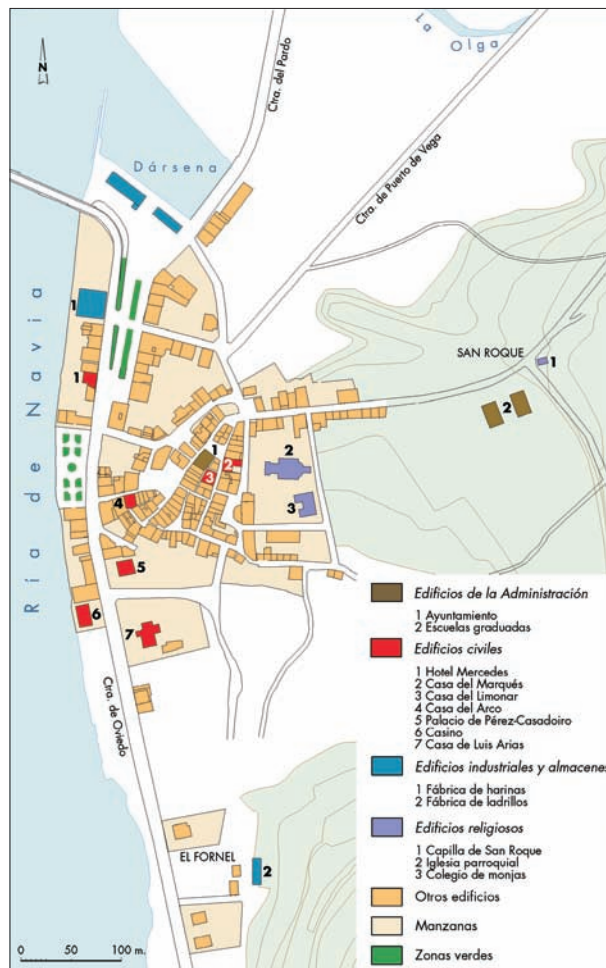 La
Olga
N
Ctra. del Pardo
Dársena
Ctra. de Puerto de Vega
Ría de Navia
1
SAN ROQUE
1
1
2
1
2
2
3
3
4
5
6
7
Ctra. de Oviedo
EL FORNEL
2
0 50 100 m.
Edificios de la Administración
1 Ayuntamiento
2 Escuelas graduadas
Edificios civiles
1 Hotel Mercedes
2 Casa del Marqués
3 Casa del Limonar
4 Casa del Arco
5 Palacio de Pérez-Casadoiro
6 Casino
7 Casa de Luis Arias
Edificios industriales y almacenes
1 Fábrica de harinas
2 Fábrica de ladrillos
Edificios religiosos
1 Capilla de San Roque
2 Iglesia parroquial
3 Colegio de monjas
Otros edificios
Manzanas
Zonas verdes